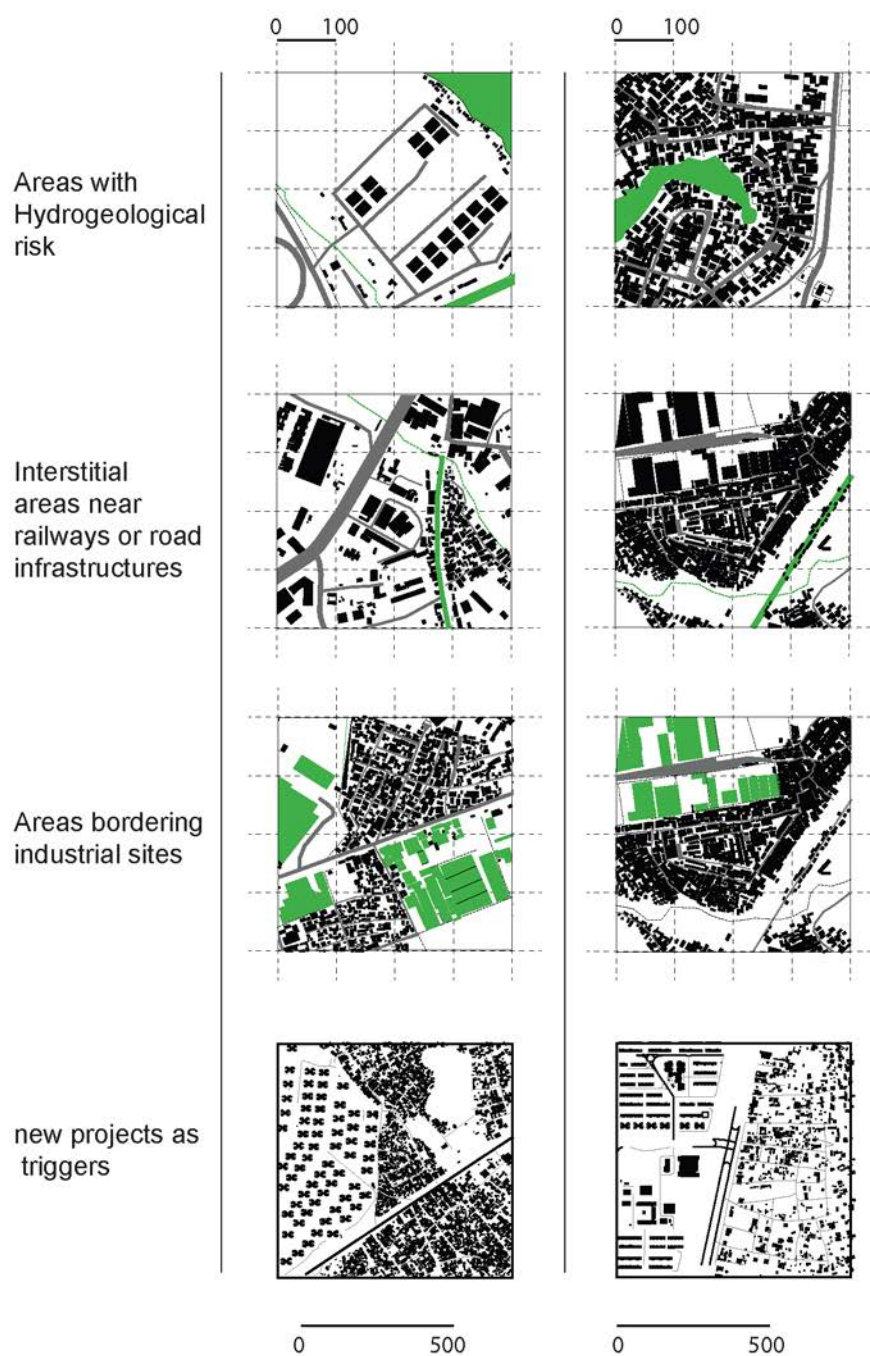 0 100
0 100
Areas with
Hydrogeological
risk
Interstitial
areas near
railways or road
infrastructures
Areas bordering
industrial sites
new projects as
triggers
0 500
0 500